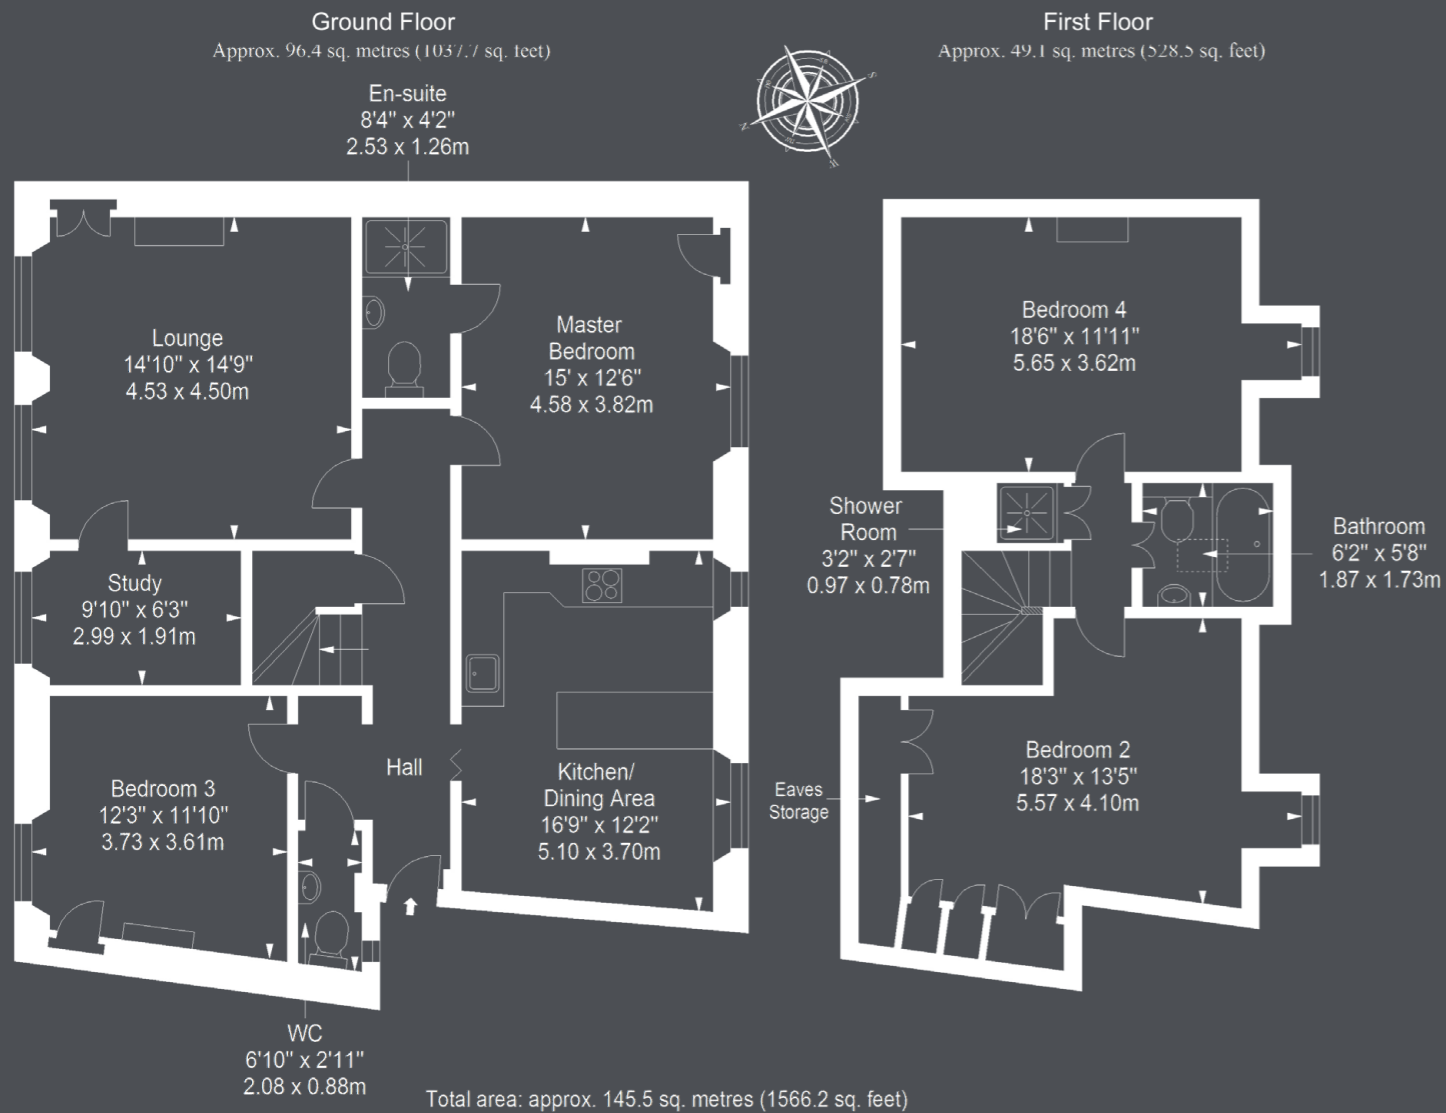 Ground Floor
Approx. 96.4 sq. metres (1037.7 sq. feet)
First Floor
Approx. 49.1 sq. metres (528.5 sq. feet)
En-suite
8'4" x 4'2"
2.53 x 1.26m
S
N
Lounge
14'10" x 14'9"
4.53 x 4.50m
Master
Bedroom
15' x 12'6"
4.58 x 3.82m
Bedroom 4
18'6" x 11'11"
5.65 x 3.62m
Shower
Room
3'2" x 2'7"
0.97 x 0.78m
Bathroom
6'2" x 5'8"
1.87 x 1.73m
Study
9'10" x 6'3"
2.99 x 1.91m
Bedroom 3
12'3" x 11'10"
3.73 x 3.61m
Hall
Kitchen/
Dining Area
16'9" x 12'2"
5.10 x 3.70m
Eaves
Storage
Bedroom 2
18'3" x 13'5"
5.57 x 4.10m
WC
6'10" x 2'11"
2.08 x 0.88m
Total area: approx. 145.5 sq. metres (1566.2 sq. feet)